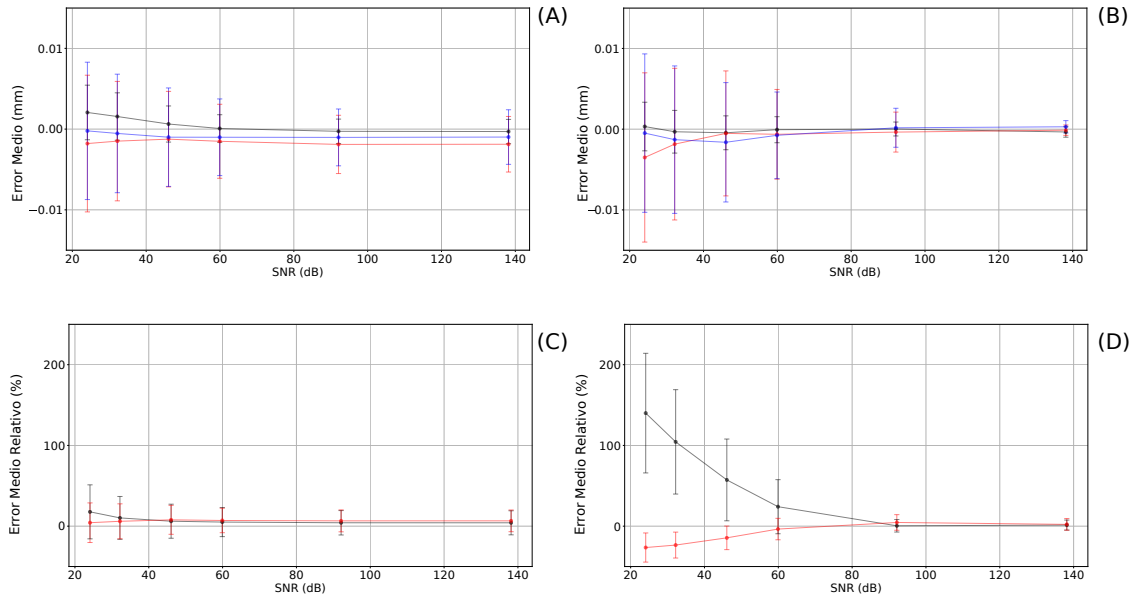 (A)
0.01
0.00
−0.01
Error Medio (mm)
20 40 60 80 100 120 140
SNR (dB)
(B)
0.01
0.00
−0.01
Error Medio (mm)
20 40 60 80 100 120 140
SNR (dB)
(C)
200
100
0
Error Medio Relativo (%)
20 40 60 80 100 120 140
SNR (dB)
(D)
200
100
0
Error Medio Relativo (%)
20 40 60 80 100 120 140
SNR (dB)